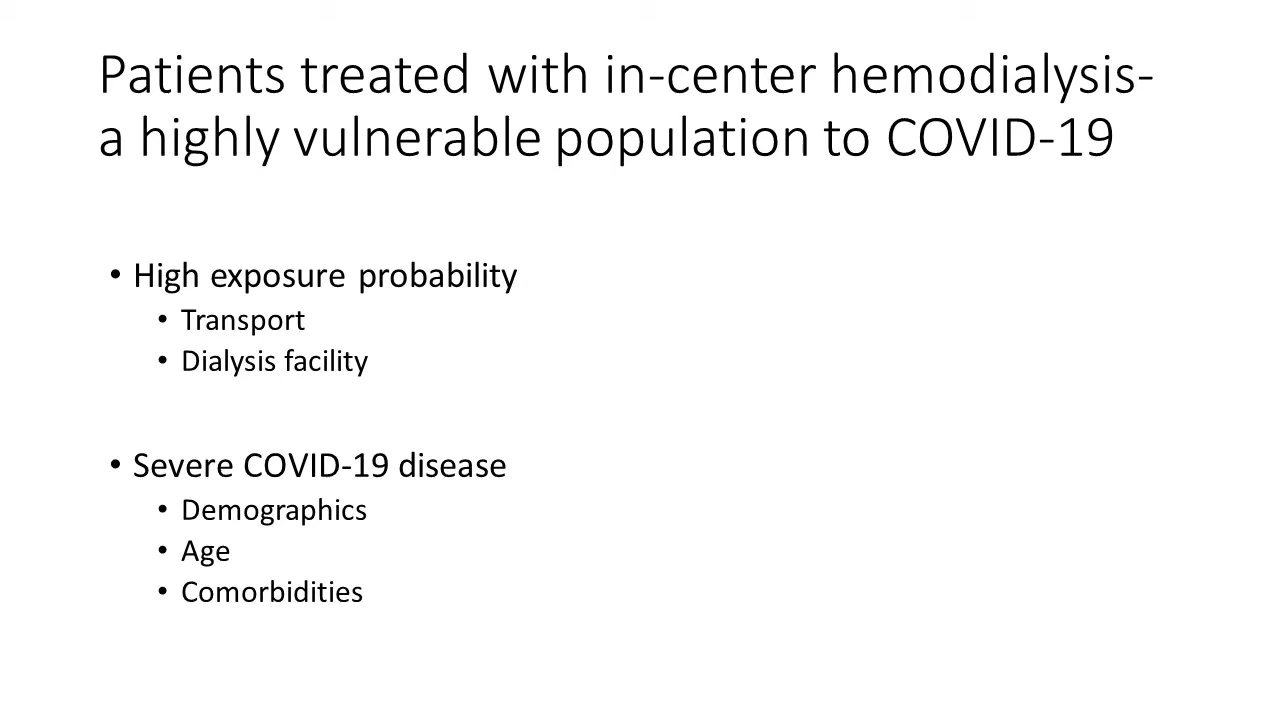 Patients treated with in-center hemodialysis-
a highly vulnerable population to COVID-19
• High exposure probability
• Transport
• Dialysis facility
• Severe COVID-19 disease
• Demographics
• Age
• Comorbidities